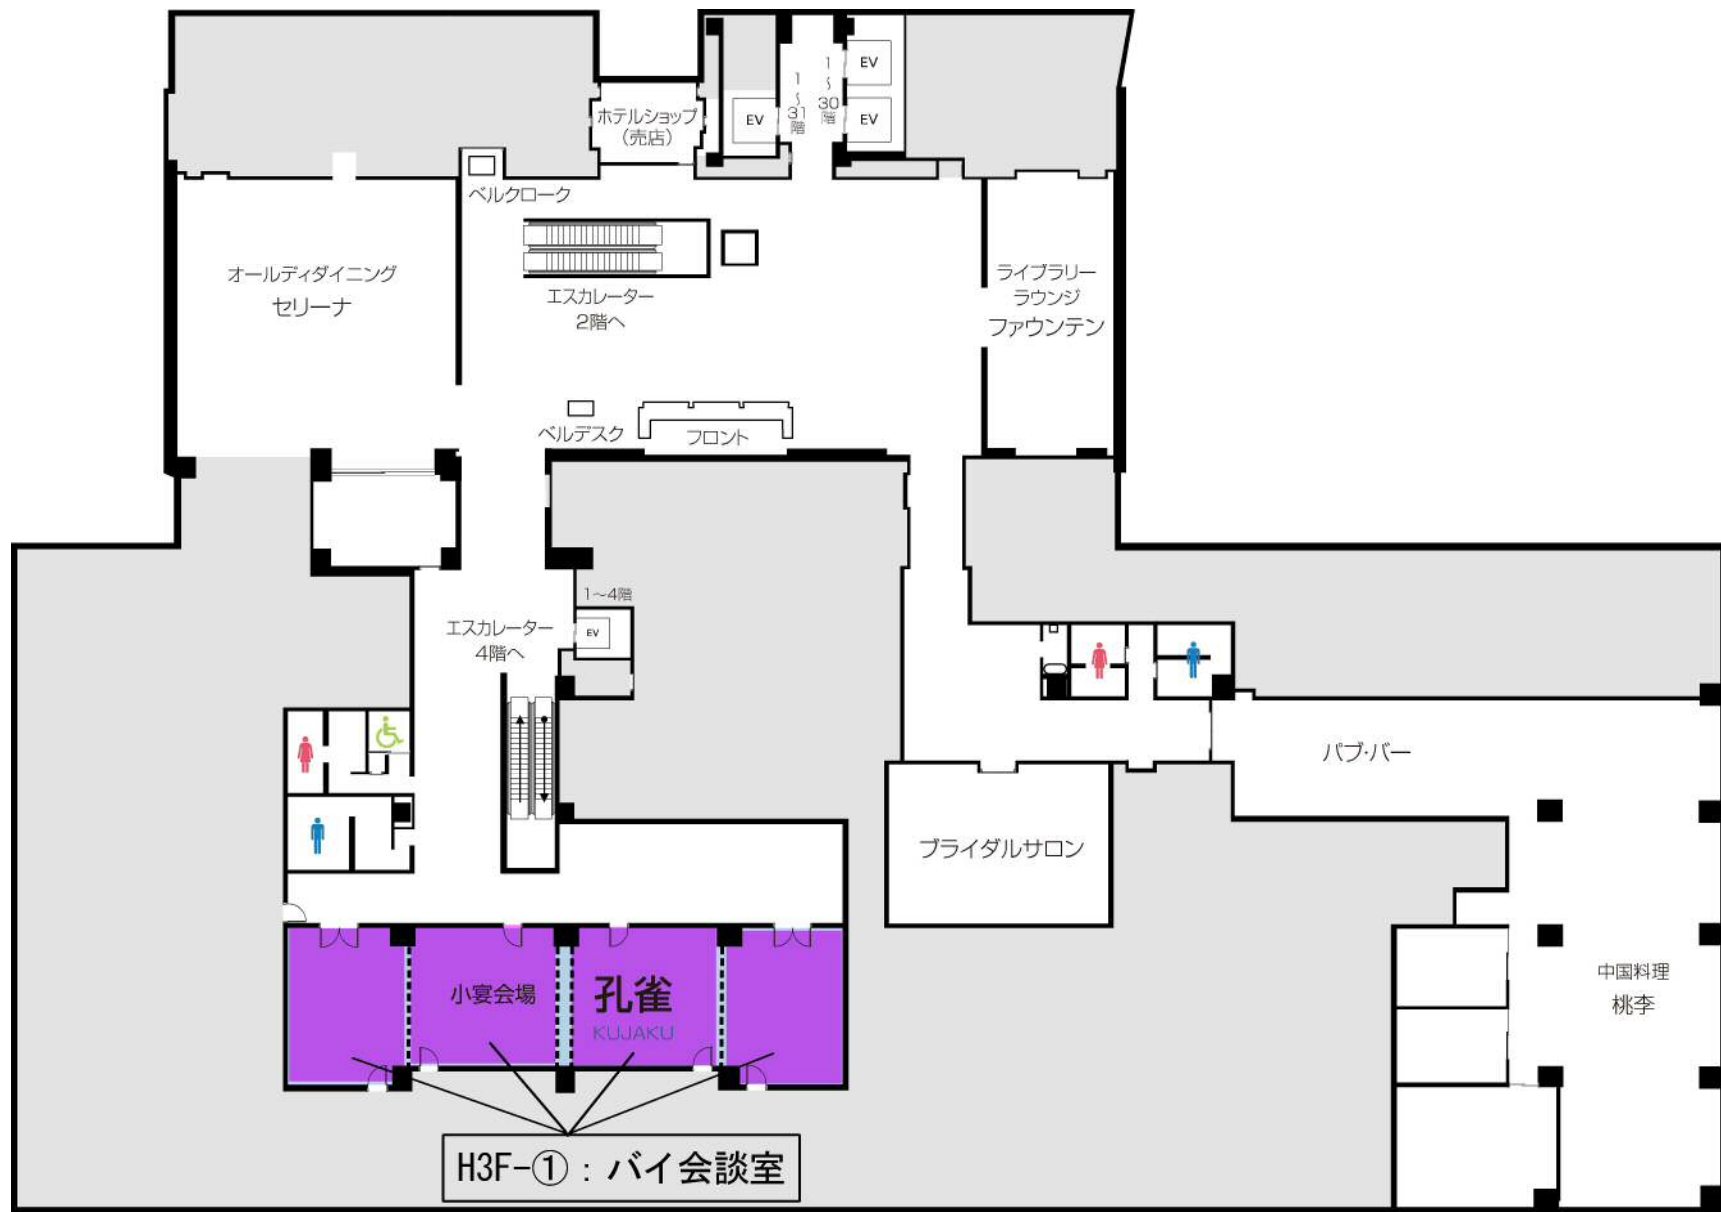 EV
1～30階
ホテルショップ
（売店）
EV
1～31階
EV
ベルクローク
オールデイダイニング
セリーナ
エスカレーター
2階へ
ライブラリー
ラウンジ
ファウンテン
ベルデスク
フロント
1～4階
エスカレーター
4階へ
EV
パブ・バー
ブライダルサロン
小宴会場
孔雀
KUJAKU
中国料理
桃李
H3F-①：バイ会談室